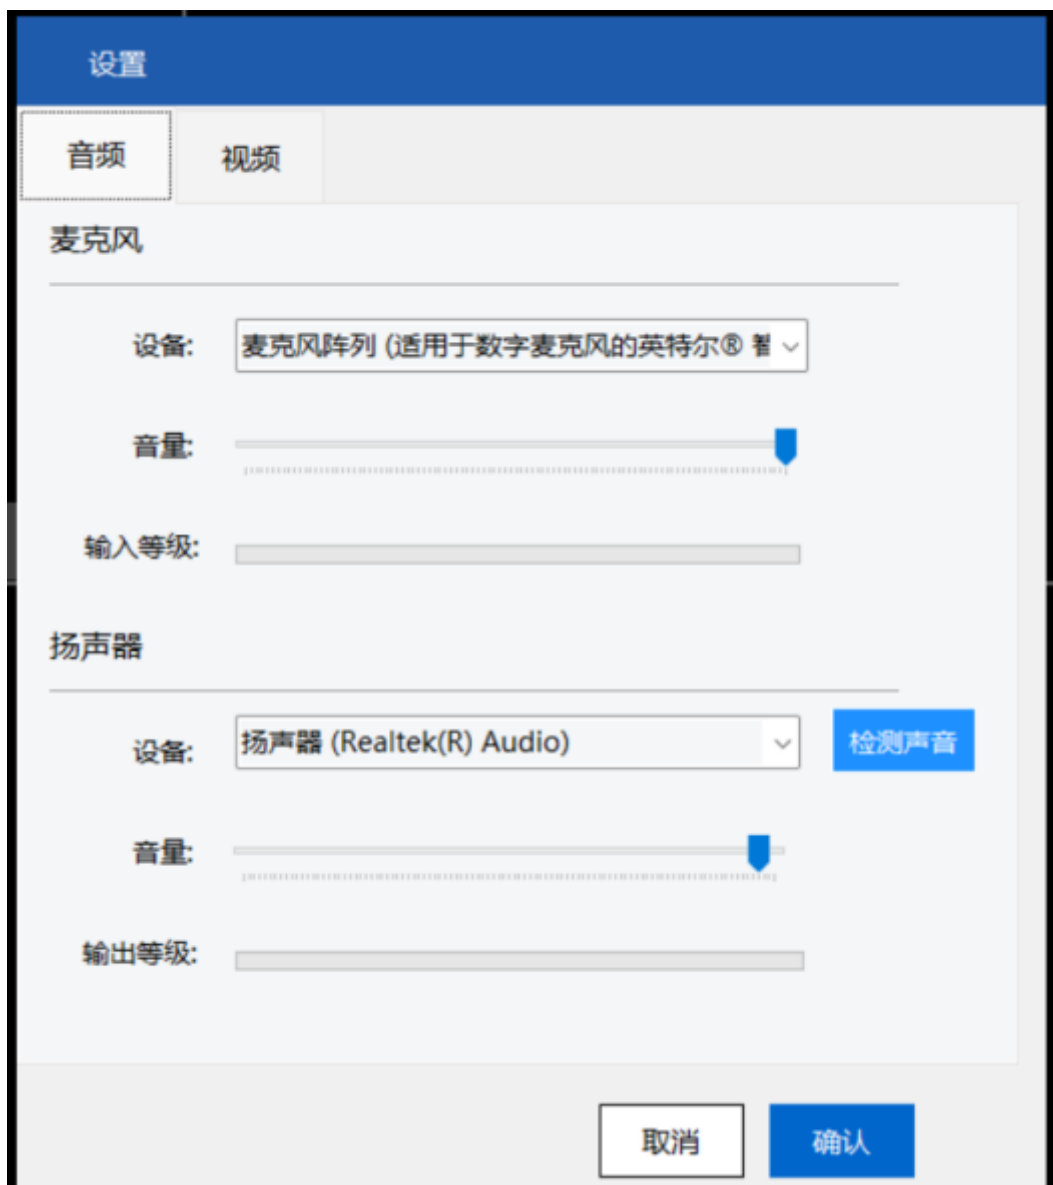 设置
音频
视频
麦克风
设备:
麦克风阵列 (适用于数字麦克风的英特尔®
音量:
输入等级:
扬声器
设备:
扬声器 (Realtek(R) Audio)
检测声音
音量:
输出等级:
取消
确认